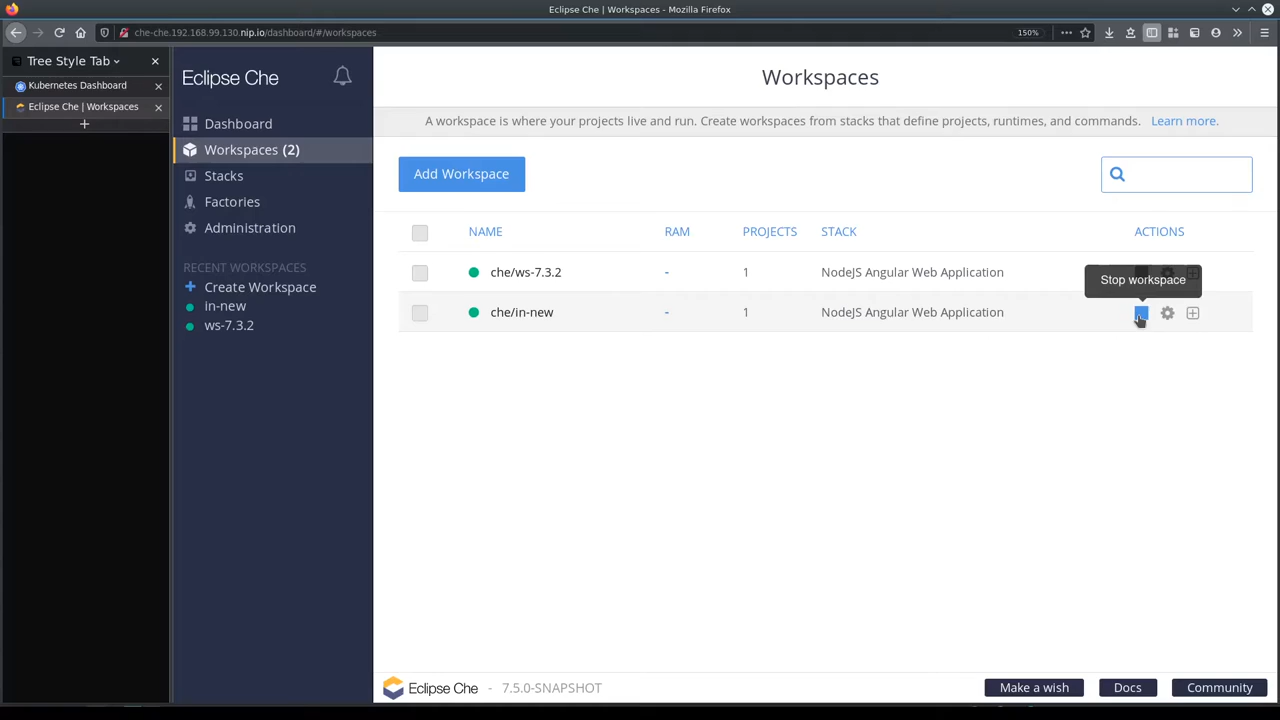 Eclipse Che | Workspaces - Mozilla Firefox
che-che.192.168.99.130.nip.io/dashboard/#/workspaces
150%
Tree Style Tab
Kubernetes Dashboard
Eclipse Che | Workspaces
Eclipse Che
Dashboard
Workspaces (2)
Stacks
Factories
Administration
RECENT WORKSPACES
Create Workspace
in-new
ws-7.3.2
Workspaces
A workspace is where your projects live and run. Create workspaces from stacks that define projects, runtimes, and commands. Learn more.
Add Workspace
NAME RAM PROJECTS STACK ACTIONS
che/ws-7.3.2 - 1 NodeJS Angular Web Application
Stop workspace
che/in-new - 1 NodeJS Angular Web Application
Eclipse Che - 7.5.0-SNAPSHOT
Make a wish Docs Community